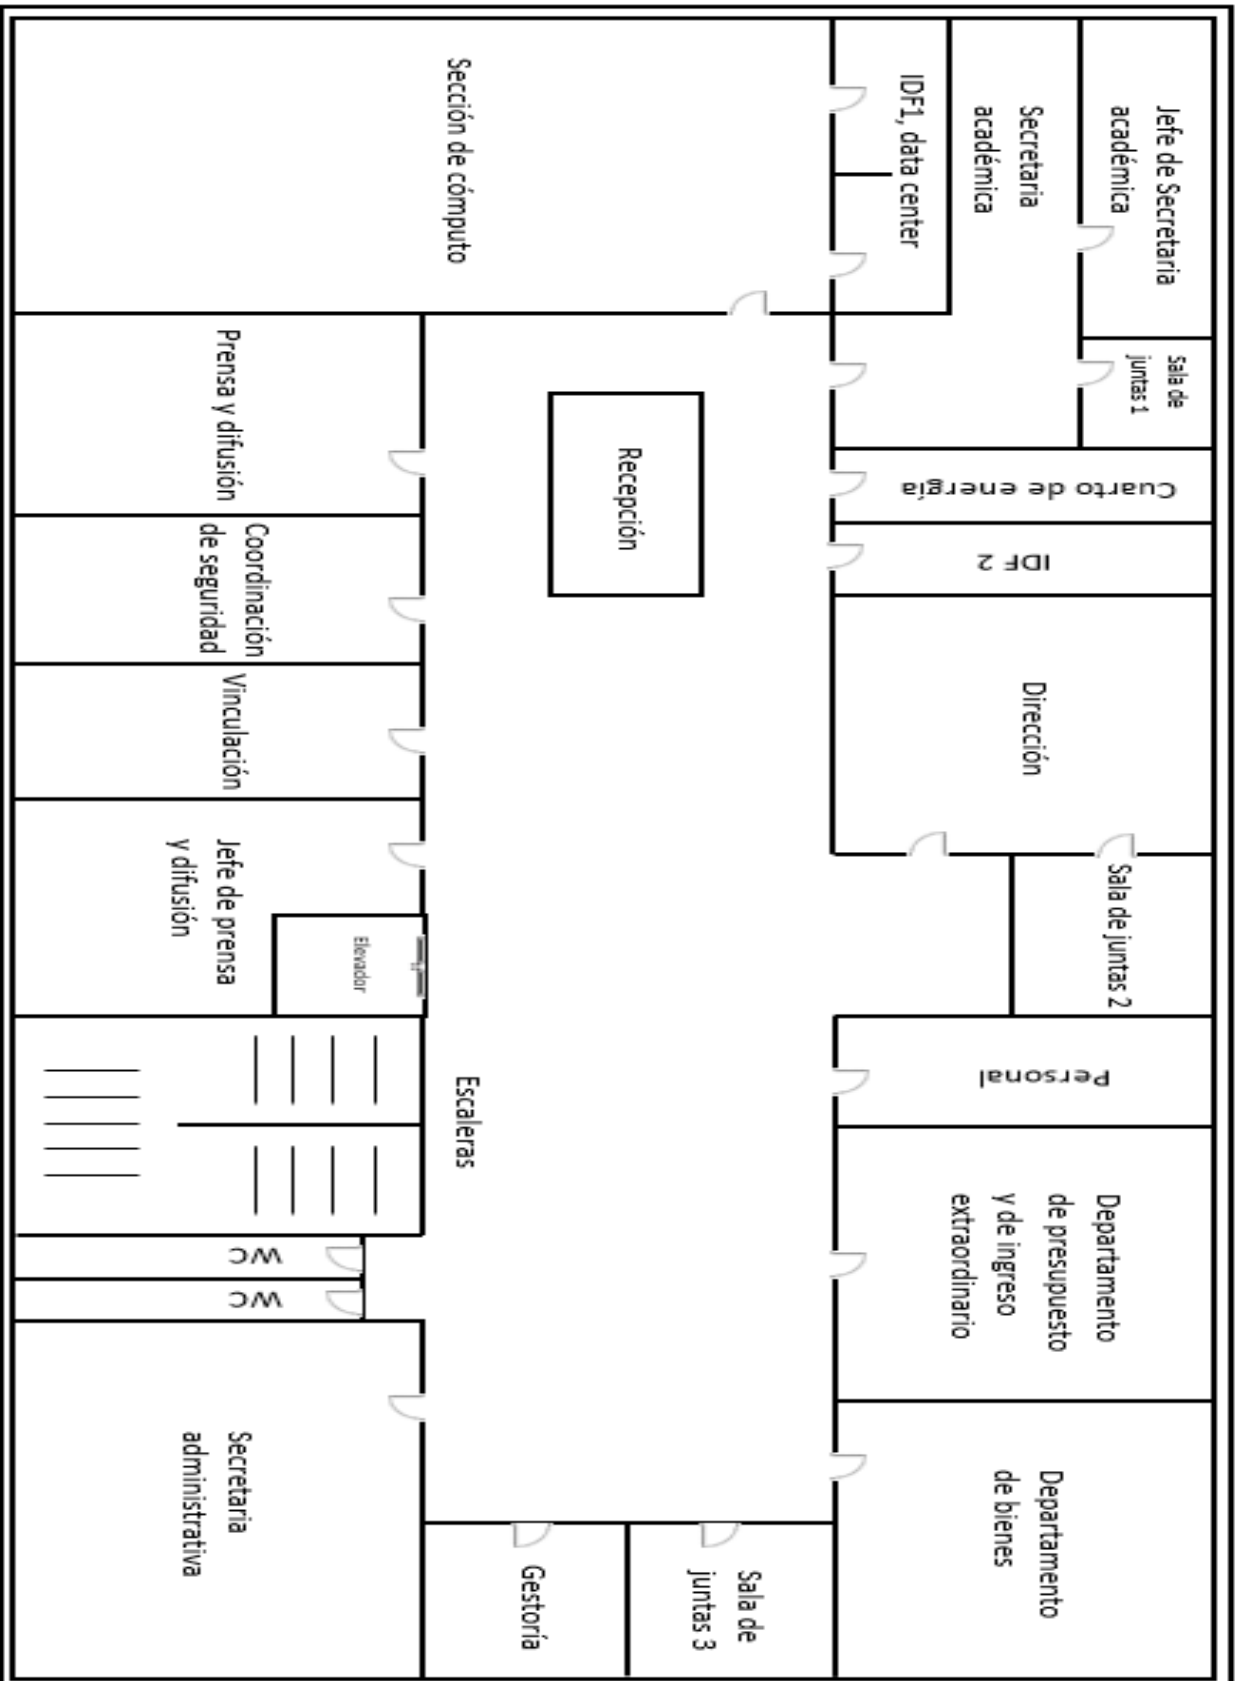 Jefe de Secretaria
académica
Sala de
juntas 1
Cuarto de energía
IDF 2
Dirección
Sala de juntas 2
Personal
Departamento
de presupuesto
y de ingreso
extraordinario
Departamento
de bienes
Secretaria
académica
IDF1, data center
Sección de cómputo
Recepción
Escaleras
Sala de
juntas 3
Gestoría
Prensa y difusión
Coordinación
de seguridad
Vinculación
Jefe de prensa
y difusión
Elevador
WC
WC
Secretaria
administrativa